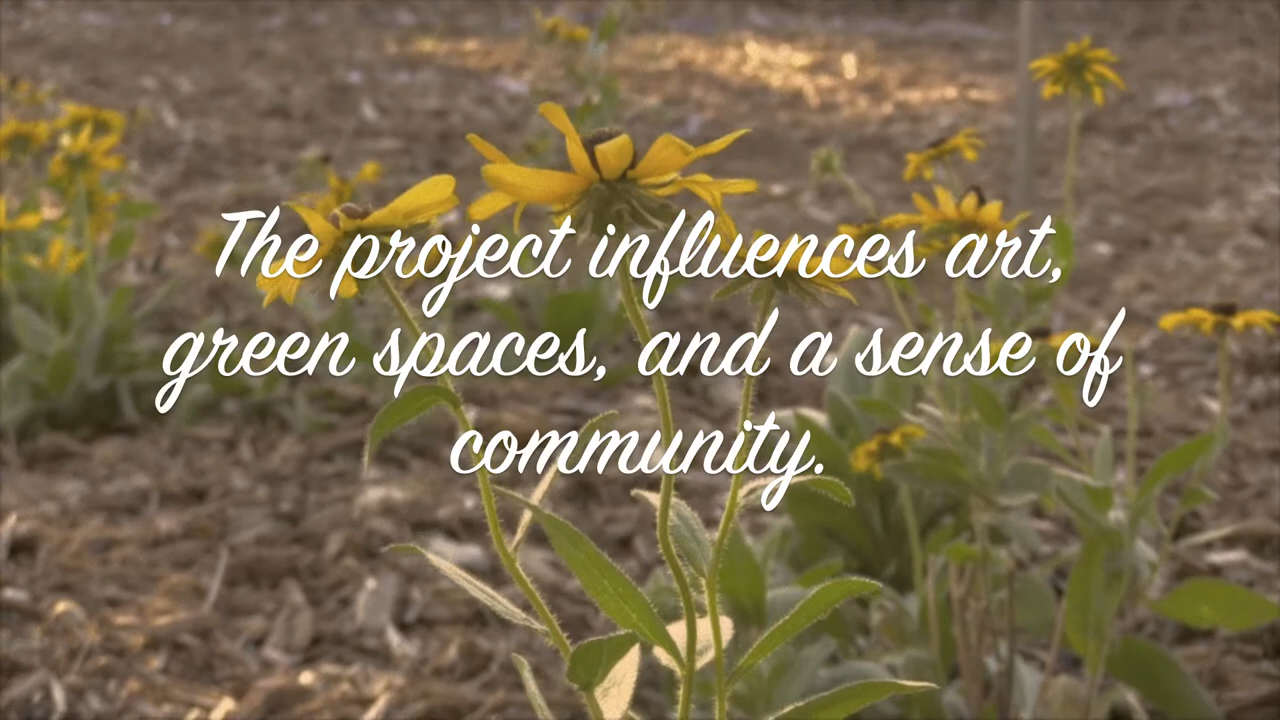 The project influences art,
green spaces, and a sense of
community.